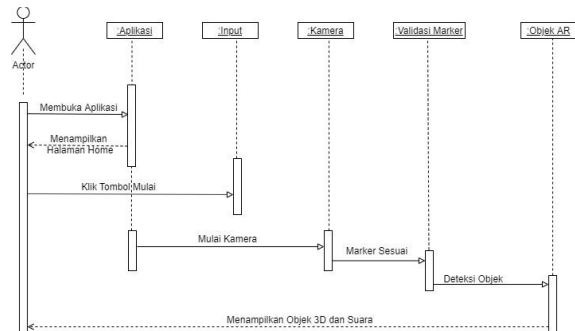 :Aplikasi
:Input
:Kamera
:Validasi Marker
:Objek AR
Actor
Membuka Aplikasi
Menampilkan
Halaman Home
Klik Tombol Mulai
Mulai Kamera
Marker Sesuai
Deteksi Objek
Menampilkan Objek 3D dan Suara